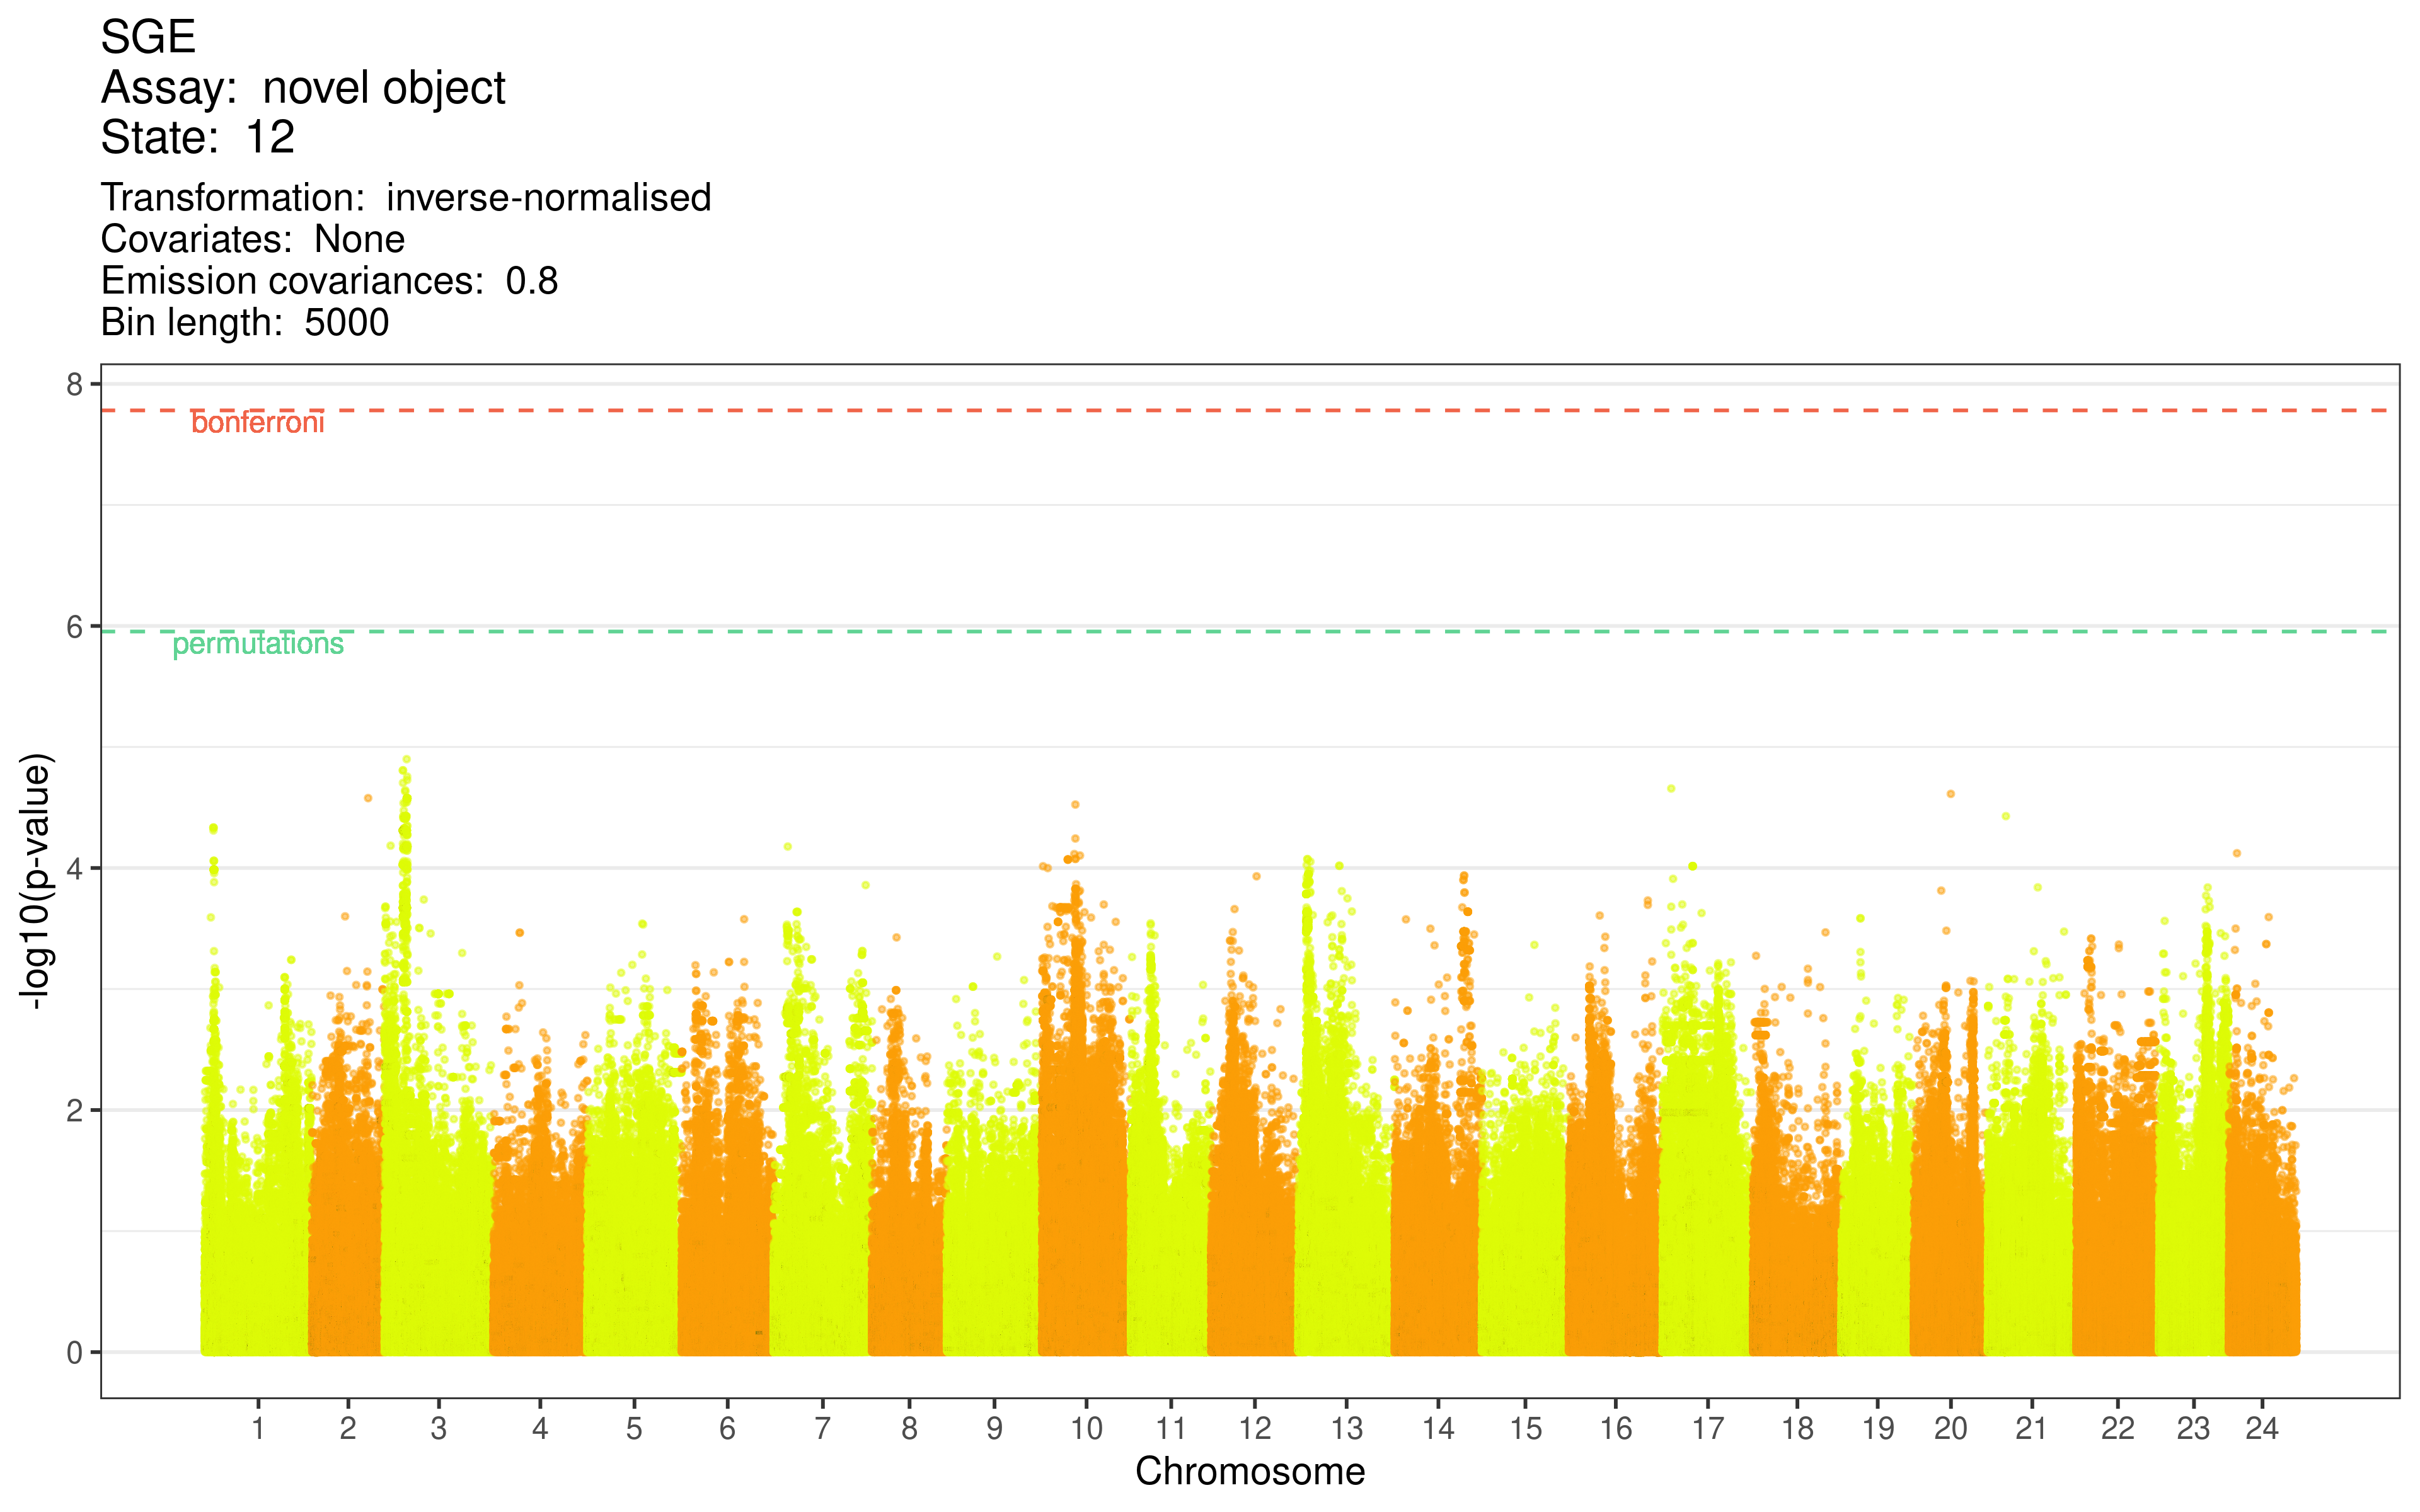 SGE
Assay:  novel object
State:  12
Transformation:  inverse-normalised
Covariates:  None
Emission covariances:  0.8
Bin length:  5000
8
bonferroni
6
permutations
4
2
0
-log10(p-value)
1 2 3 4 5 6 7 8 9 10 11 12 13 14 15 16 17 18 19 20 21 22 23 24
Chromosome